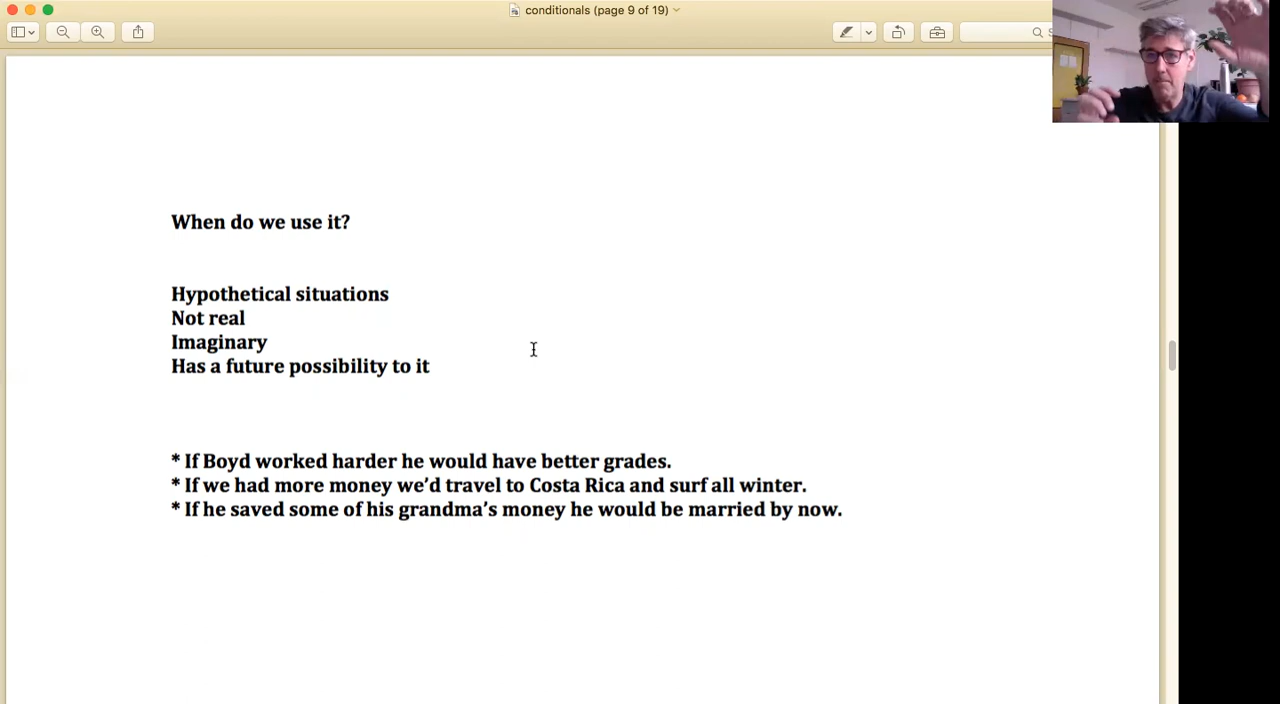 conditionals (page 9 of 19)
When do we use it?
Hypothetical situations
Not real
Imaginary
Has a future possibility to it
* If Boyd worked harder he would have better grades.
* If we had more money we’d travel to Costa Rica and surf all winter.
* If he saved some of his grandma’s money he would be married by now.